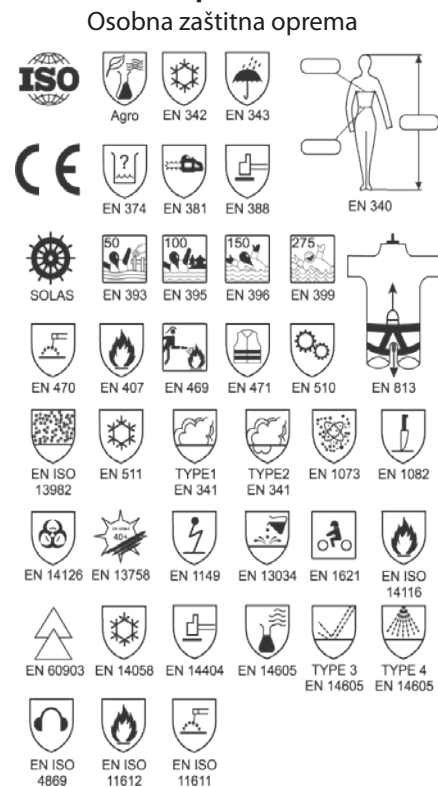 Osobna zaštitna oprema
ISO
Agro
EN 342
EN 343
CE
?
EN 374
EN 381
EN 388
EN 340
SOLAS
50
EN 393
100
EN 395
150
EN 396
275
EN 399
EN 470
EN 407
EN 469
EN 471
EN 510
EN 813
EN ISO
13982
EN 511
TYPE1
EN 341
TYPE2
EN 341
EN 1073
EN 1082
EN 14126
40+
EN 13758
EN 1149
EN 13034
EN 1621
EN ISO
14116
EN 60903
EN 14058
EN 14404
EN 14605
TYPE 3
EN 14605
TYPE 4
EN 14605
EN ISO
4869
EN ISO
11612
EN ISO
11611